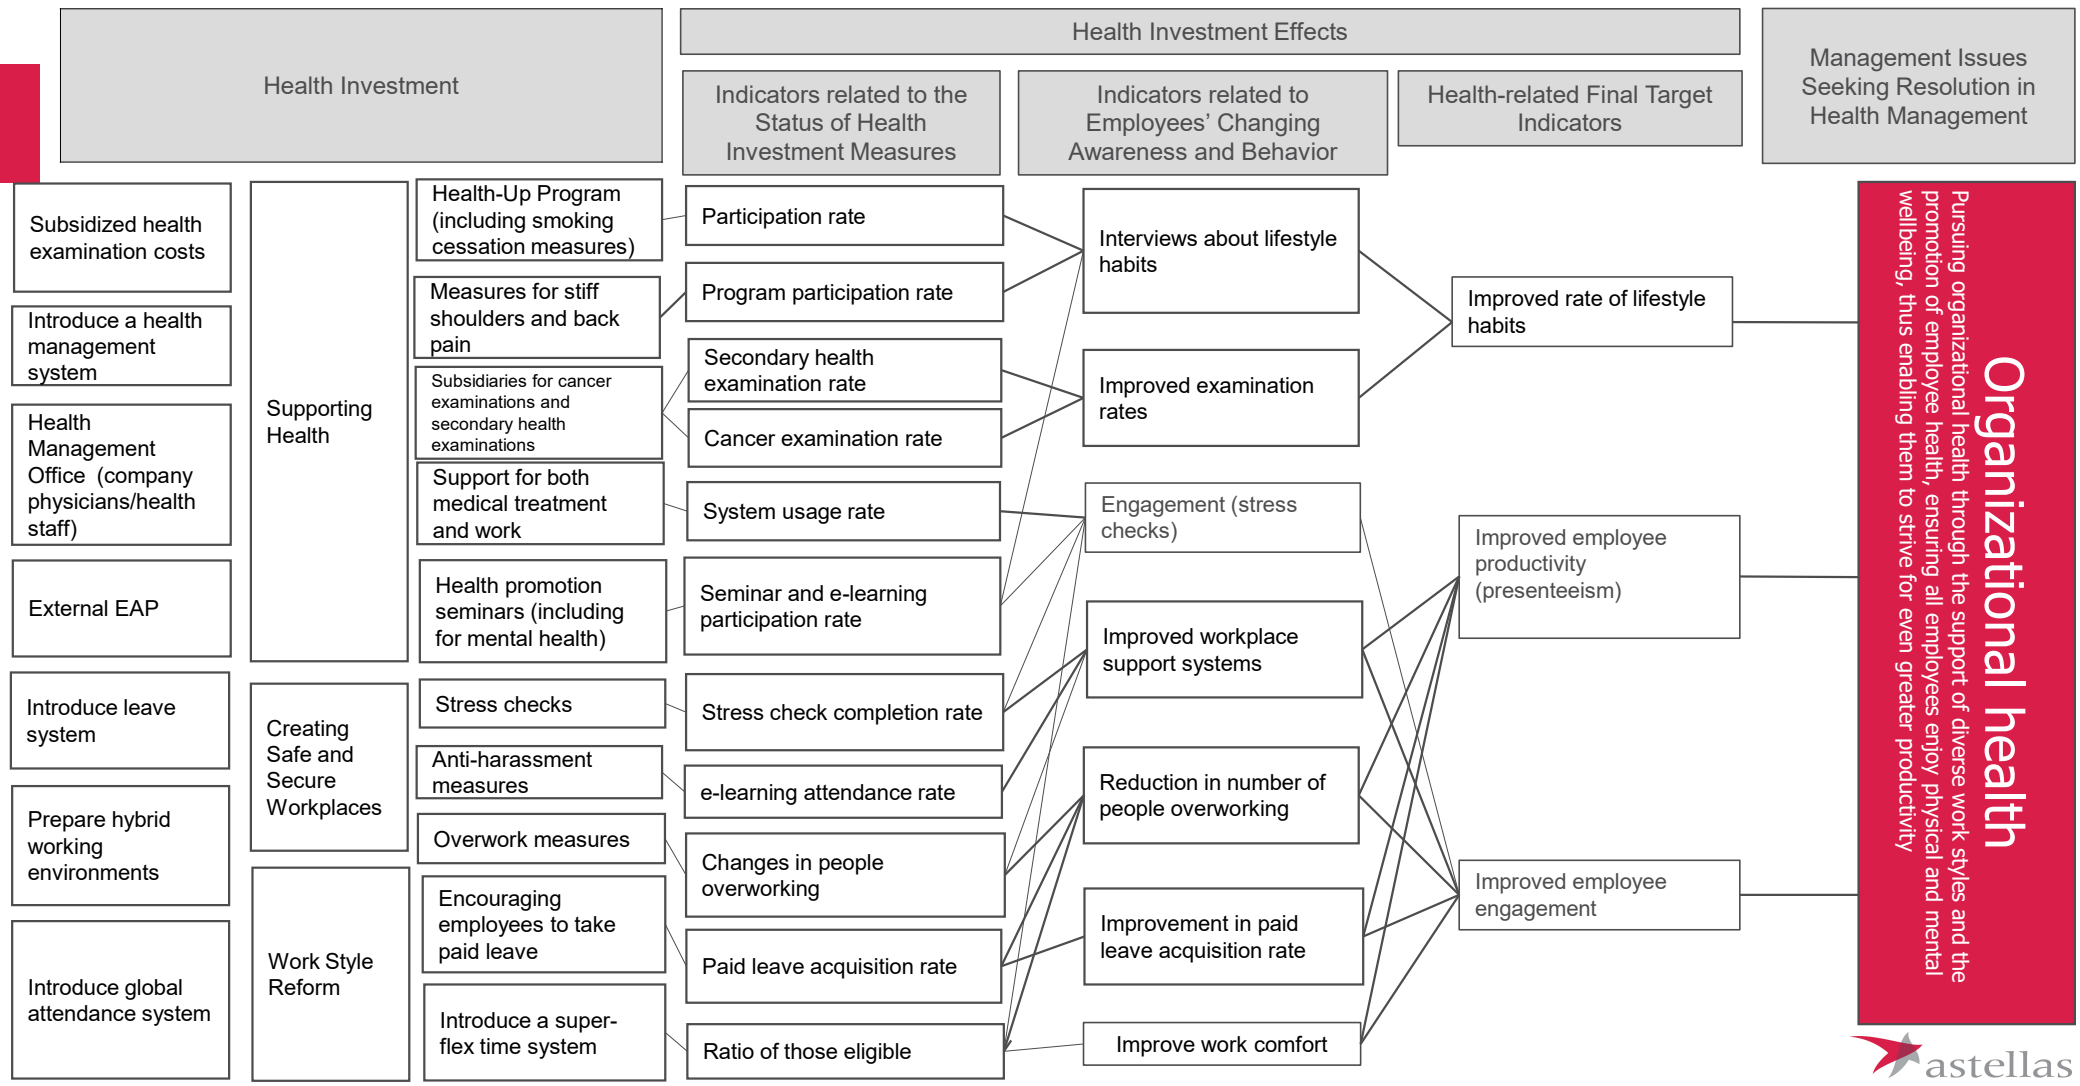 Health Investment
Health Investment Effects
Management Issues
Seeking Resolution in
Health Management
Indicators related to the
Status of Health
Investment Measures
Indicators related to
Employees’ Changing
Awareness and Behavior
Health-related Final Target
Indicators
Subsidized health
examination costs
Introduce a health
management
system
Health
Management
Office (company
physicians/health
staff)
External EAP
Introduce leave
system
Prepare hybrid
working
environments
Introduce global
attendance system
Supporting
Health
Creating
Safe and
Secure
Workplaces
Work Style
Reform
Health-Up Program
(including smoking
cessation measures)
Measures for stiff
shoulders and back
pain
Subsidiaries for cancer
examinations and
secondary health
examinations
Support for both
medical treatment
and work
Health promotion
seminars (including
for mental health)
Stress checks
Anti-harassment
measures
Overwork measures
Encouraging
employees to take
paid leave
Introduce a super-
flex time system
Participation rate
Program participation rate
Secondary health
examination rate
Cancer examination rate
System usage rate
Seminar and e-learning
participation rate
Stress check completion rate
e-learning attendance rate
Changes in people
overworking
Paid leave acquisition rate
Ratio of those eligible
Interviews about lifestyle
habits
Improved examination
rates
Engagement (stress
checks)
Improved workplace
support systems
Reduction in number of
people overworking
Improvement in paid
leave acquisition rate
Improve work comfort
Improved rate of lifestyle
habits
Improved employee
productivity
(presenteeism)
Improved employee
engagement
Organizational health
Pursuing organizational health through the support of diverse work styles and the
promotion of employee health, ensuring all employees enjoy physical and mental
wellbeing, thus enabling them to strive for even greater productivity
astellas